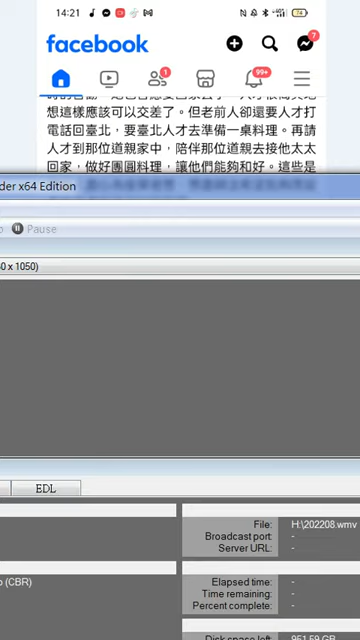 14:21
74
facebook
7
1
99+
想這樣應該可以交差了。但老前人卻還要人才打
電話回臺北，要臺北人才去準備一桌料理。再請
人才到那位道親家中，陪伴那位道親去接他太太
回家，做好團圓料理，讓他們能夠和好。這些是
der x64 Edition
Pause
0 x 1050)
EDL
File: H:\202208.wmv
Broadcast port: -
Server URL: -
o (CBR)
Elapsed time: -
Time remaining: -
Percent complete: -
Disk space left: 951.59 GB